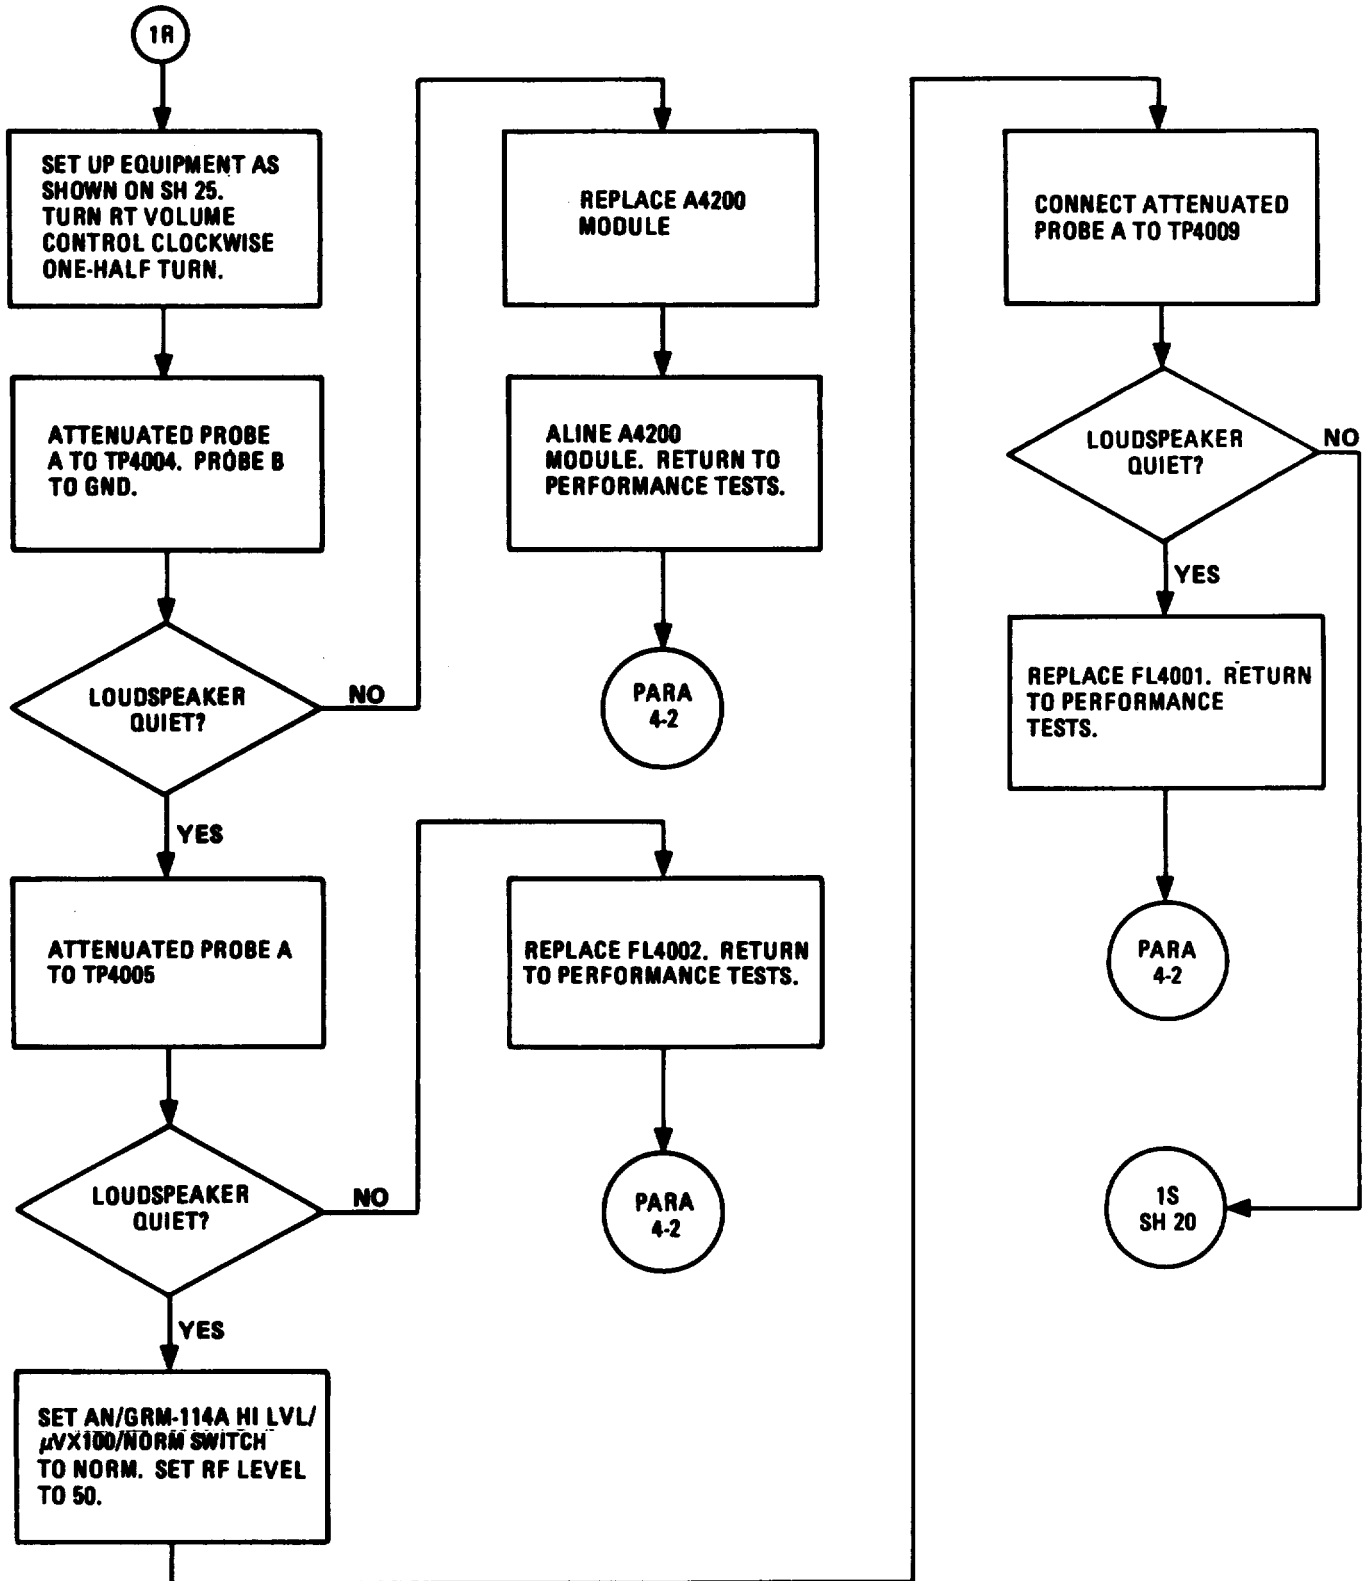 1R
SET UP EQUIPMENT AS
SHOWN ON SH 25.
TURN RT VOLUME
CONTROL CLOCKWISE
ONE-HALF TURN.
ATTENUATED PROBE
A TO TP4004. PROBE B
TO GND.
LOUDSPEAKER
QUIET?
NO
YES
REPLACE A4200
MODULE
ALINE A4200
MODULE. RETURN TO
PERFORMANCE TESTS.
PARA
4-2
ATTENUATED PROBE A
TO TP4005
LOUDSPEAKER
QUIET?
NO
YES
REPLACE FL4002. RETURN
TO PERFORMANCE TESTS.
PARA
4-2
SET AN/GRM-114A HI LVL/
μVX100/NORM SWITCH
TO NORM. SET RF LEVEL
TO 50.
CONNECT ATTENUATED
PROBE A TO TP4009
LOUDSPEAKER
QUIET?
NO
YES
REPLACE FL4001. RETURN
TO PERFORMANCE
TESTS.
PARA
4-2
1S
SH 20